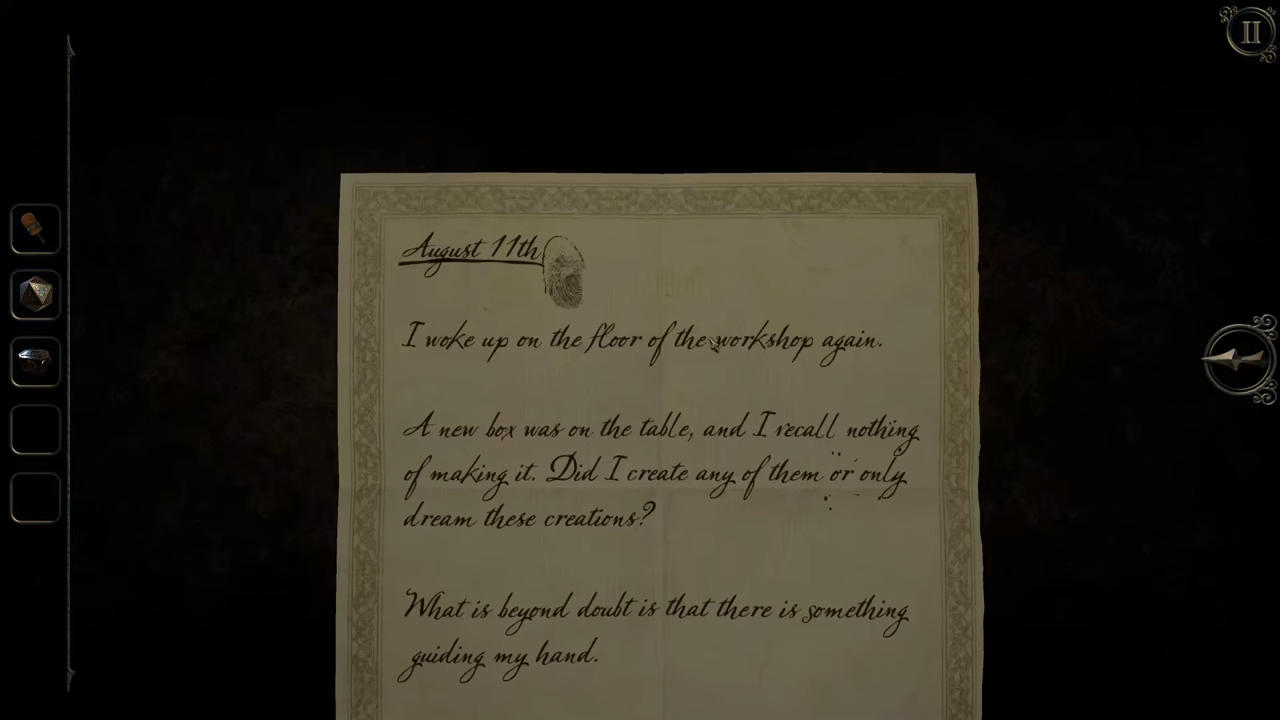 August 11th
I woke up on the floor of the workshop again.
A new box was on the table, and I recall nothing
of making it. Did I create any of them or only
dream these creations?
What is beyond doubt is that there is something
guiding my hand.